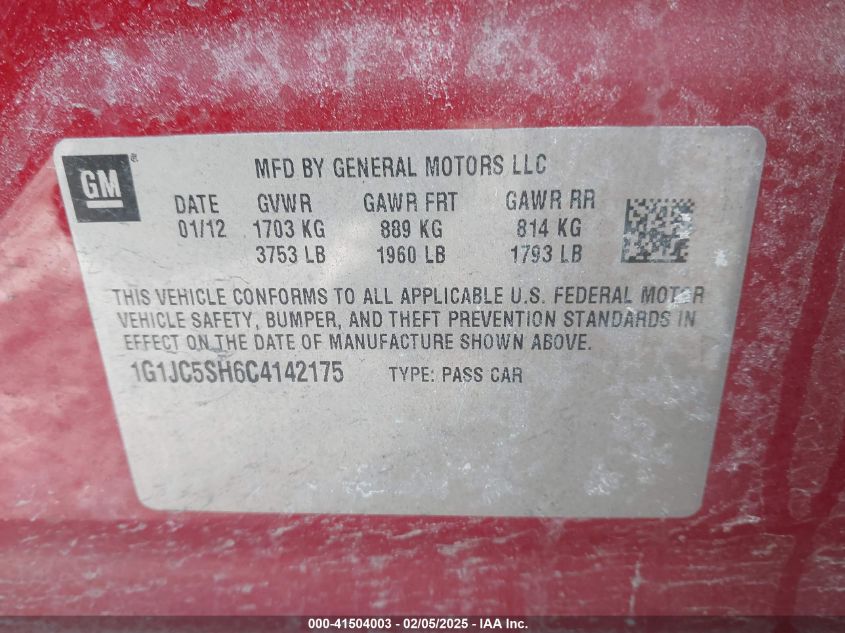 GM ®
MFD BY GENERAL MOTORS LLC
DATE GVWR GAWR FRT GAWR RR
01/12 1703 KG 889 KG 814 KG
3753 LB 1960 LB 1793 LB
THIS VEHICLE CONFORMS TO ALL APPLICABLE U.S. FEDERAL MOTOR
VEHICLE SAFETY, BUMPER, AND THEFT PREVENTION STANDARDS IN
EFFECT ON THE DATE OF MANUFACTURE SHOWN ABOVE.
1G1JC5SH6C4142175 TYPE: PASS CAR
000-41504003 - 02/05/2025 - IAAI.COM